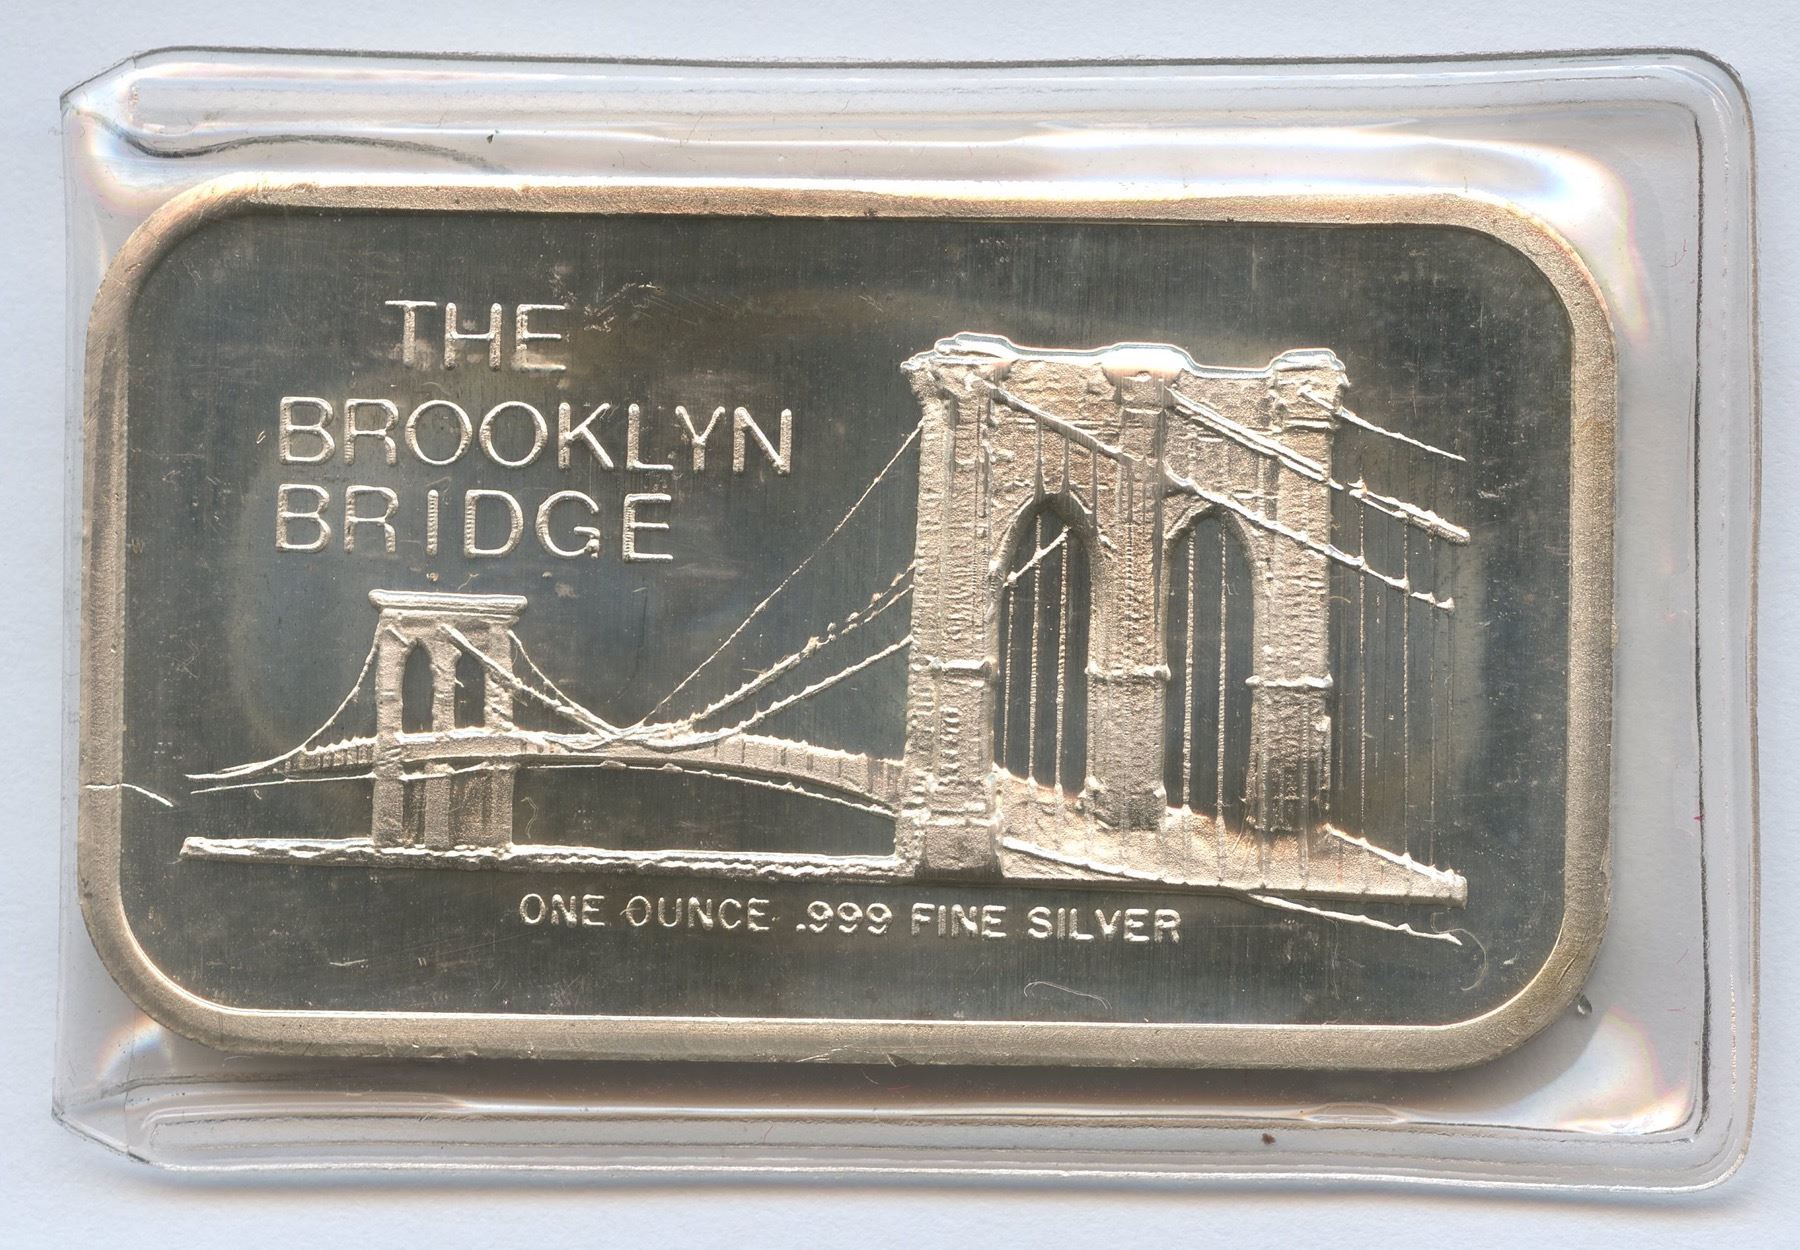 THE
BROOKLYN
BRIDGE
ONE OUNCE .999 FINE SILVER